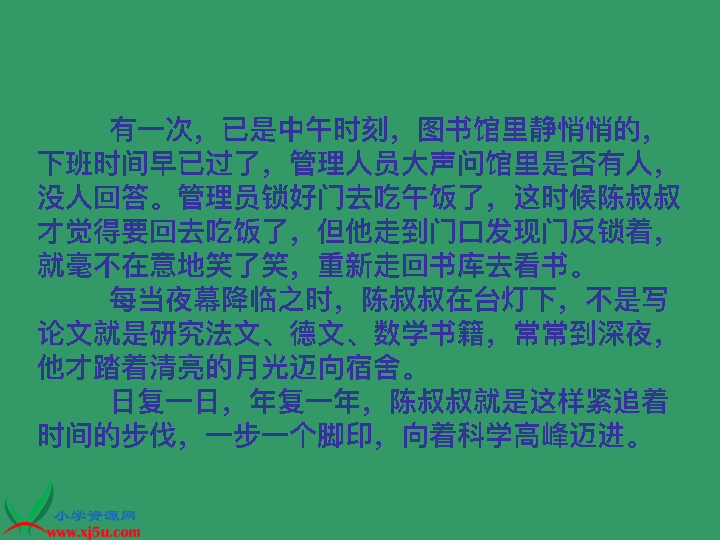 有一次，已是中午时刻，图书馆里静悄悄的，
下班时间早已过了，管理人员大声问馆里是否有人，
没人回答。管理员锁好门去吃午饭了，这时候陈叔叔
才觉得要回去吃饭了，但他走到门口发现门反锁着，
就毫不在意地笑了笑，重新走回书库去看书。
每当夜幕降临之时，陈叔叔在台灯下，不是写
论文就是研究法文、德文、数学书籍，常常到深夜，
他才踏着清亮的月光迈向宿舍。
日复一日，年复一年，陈叔叔就是这样紧追着
时间的步伐，一步一个脚印，向着科学高峰迈进。
小学资源网
www.xj5u.com